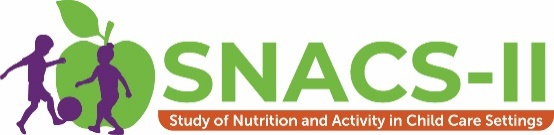 SNACS-II
Study of Nutrition and Activity in Child Care Settings